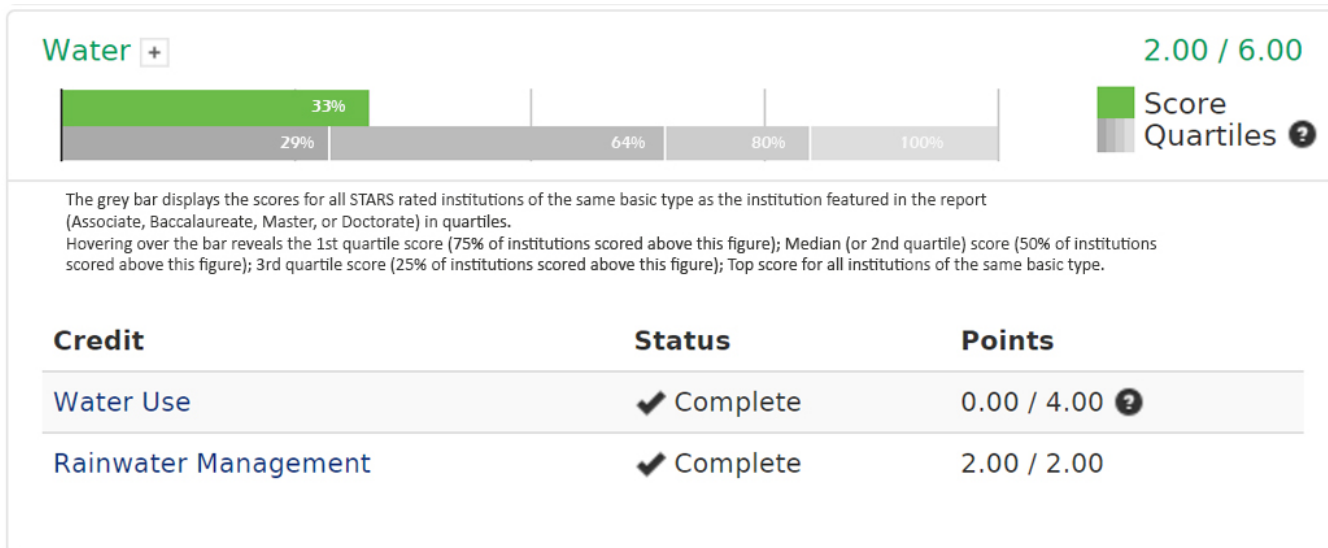 Water +
2.00 / 6.00
33%
29% 64% 80% 100%
Score
Quartiles ?
The grey bar displays the scores for all STARS rated institutions of the same basic type as the institution featured in the report
(Associate, Baccalaureate, Master, or Doctorate) in quartiles.
Hovering over the bar reveals the 1st quartile score (75% of institutions scored above this figure); Median (or 2nd quartile) score (50% of institutions
scored above this figure); 3rd quartile score (25% of institutions scored above this figure); Top score for all institutions of the same basic type.
Credit Status Points
Water Use ✔ Complete 0.00 / 4.00 ?
Rainwater Management ✔ Complete 2.00 / 2.00